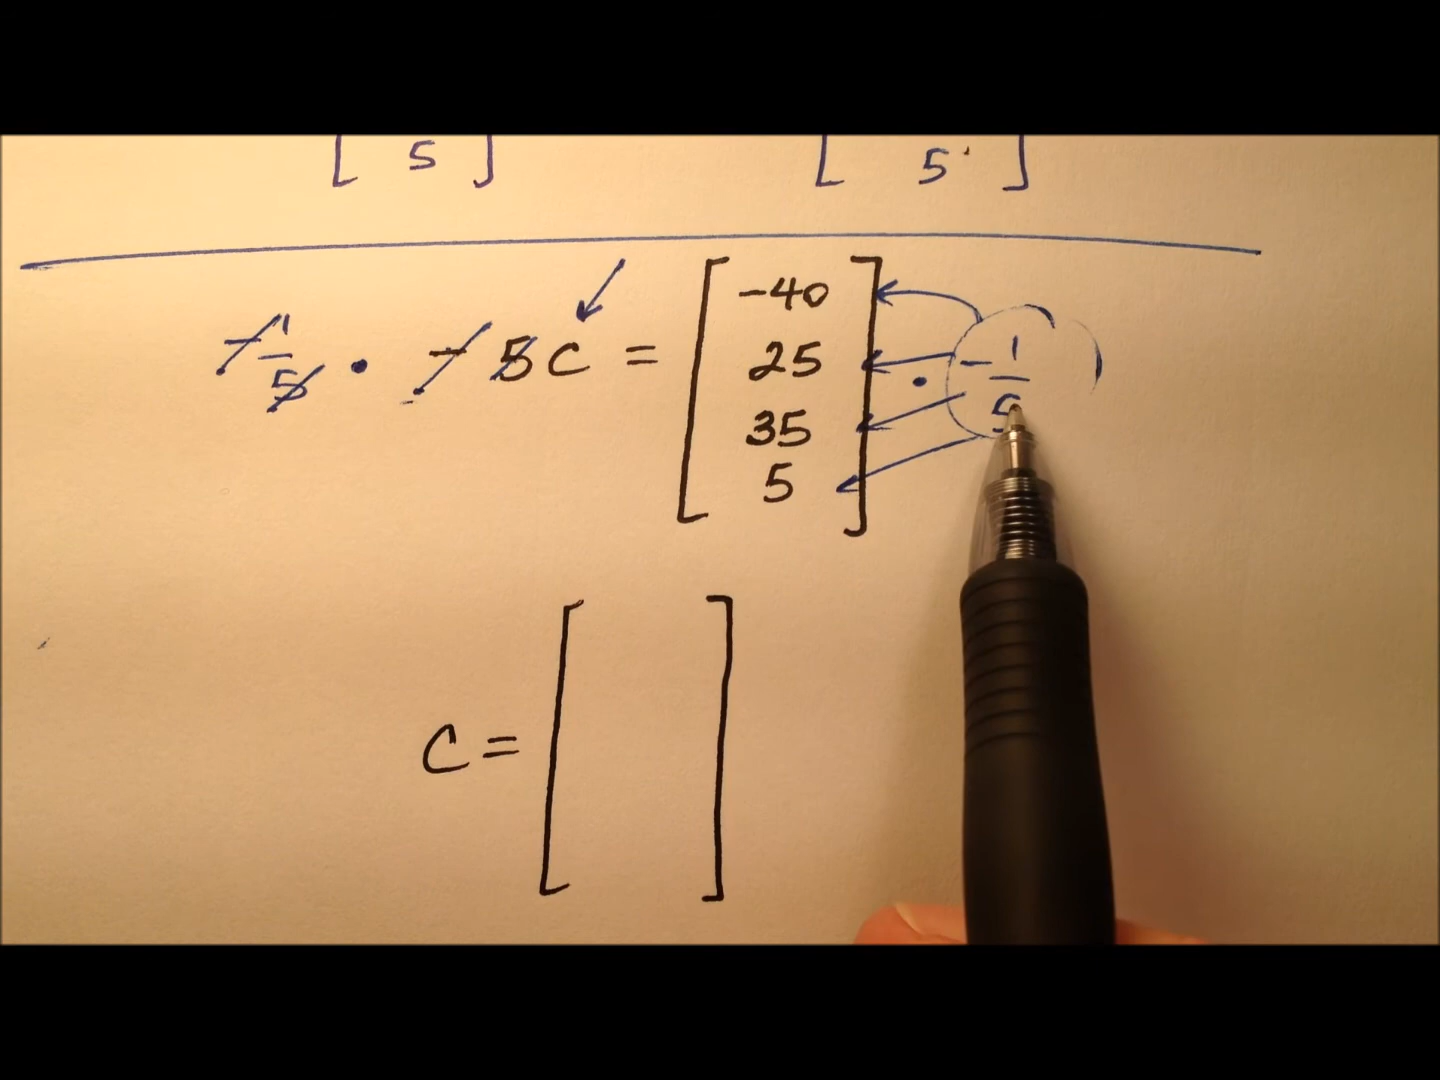 [ 5 ] [ 5 ]
-1/5 · -5C = [ -40 25 35 5 ] · (-1/5)
C = [ ]